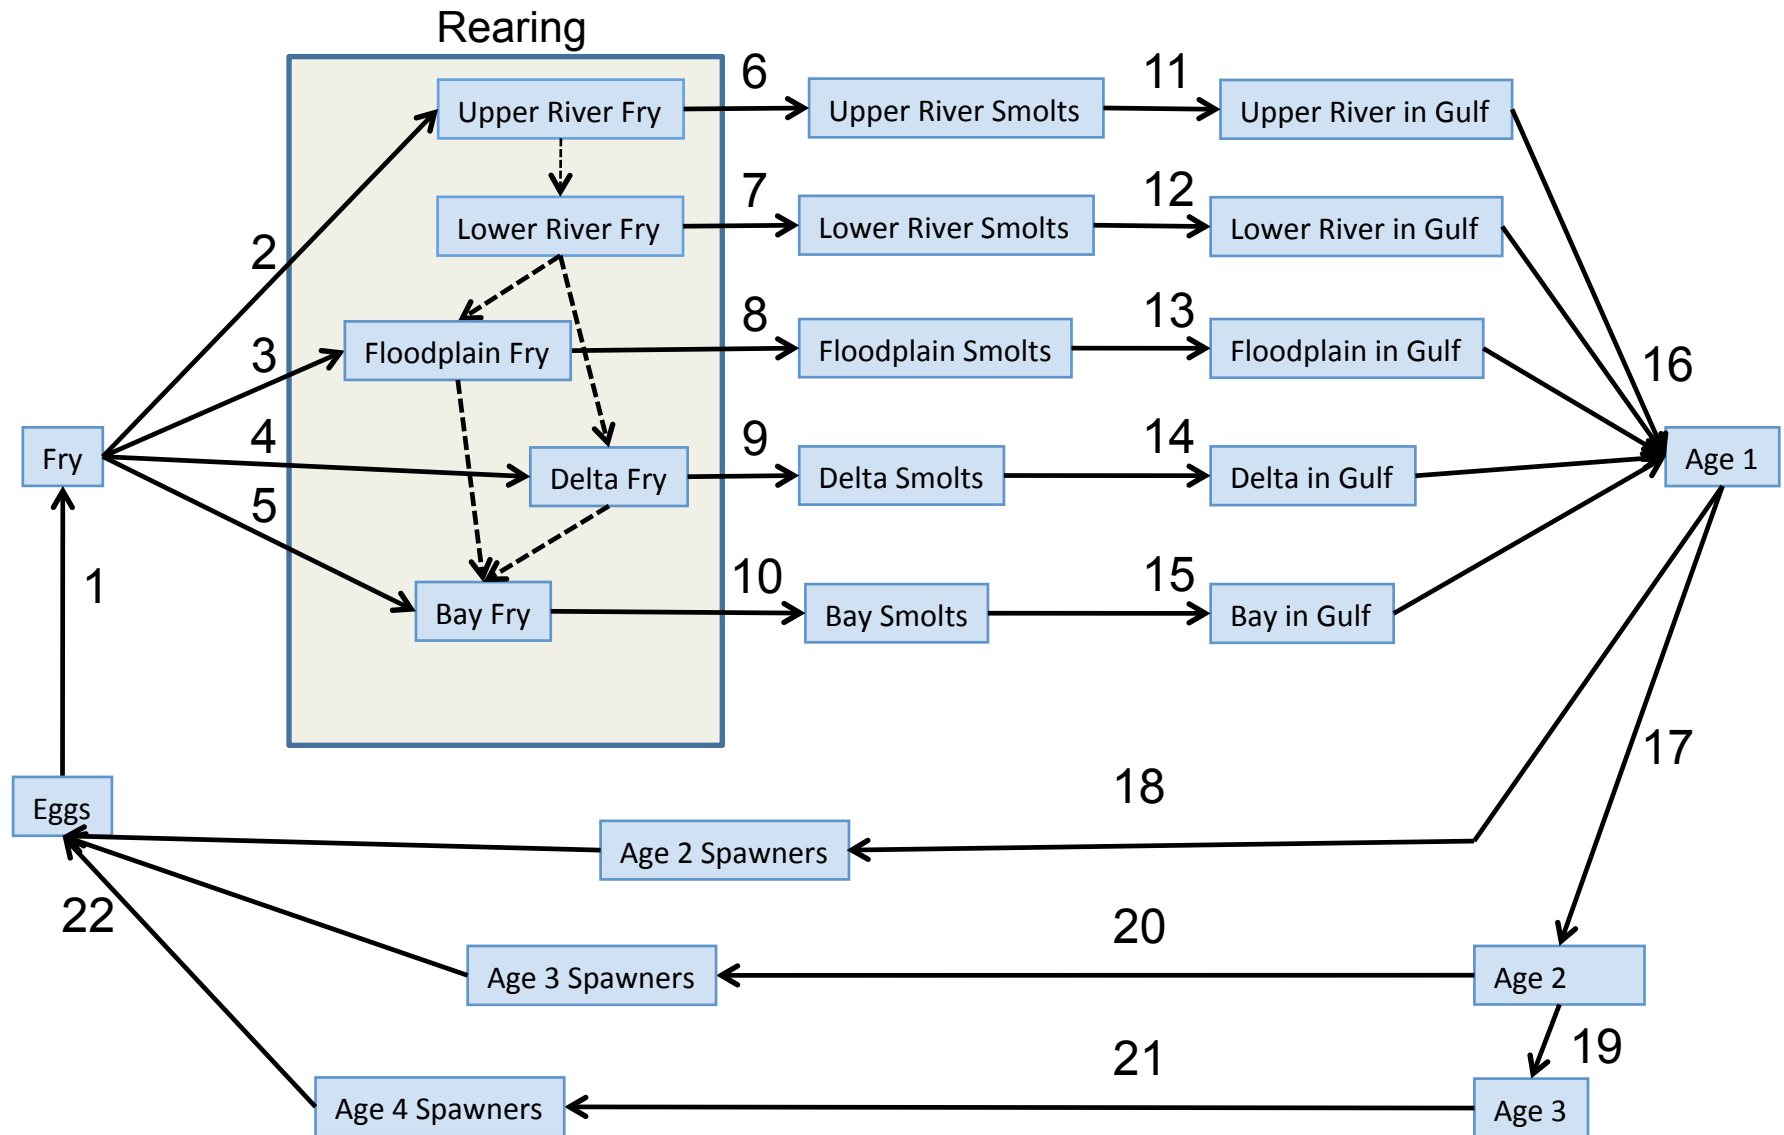 Rearing
6
11
Upper River Fry
Upper River Smolts
Upper River in Gulf
7
12
Lower River Fry
Lower River Smolts
Lower River in Gulf
2
8
13
3
Floodplain Fry
Floodplain Smolts
Floodplain in Gulf
16
4
9
14
Fry
Delta Fry
Delta Smolts
Delta in Gulf
Age 1
5
1
10
15
Bay Fry
Bay Smolts
Bay in Gulf
17
18
Eggs
Age 2 Spawners
22
20
Age 3 Spawners
Age 2
21
19
Age 4 Spawners
Age 3